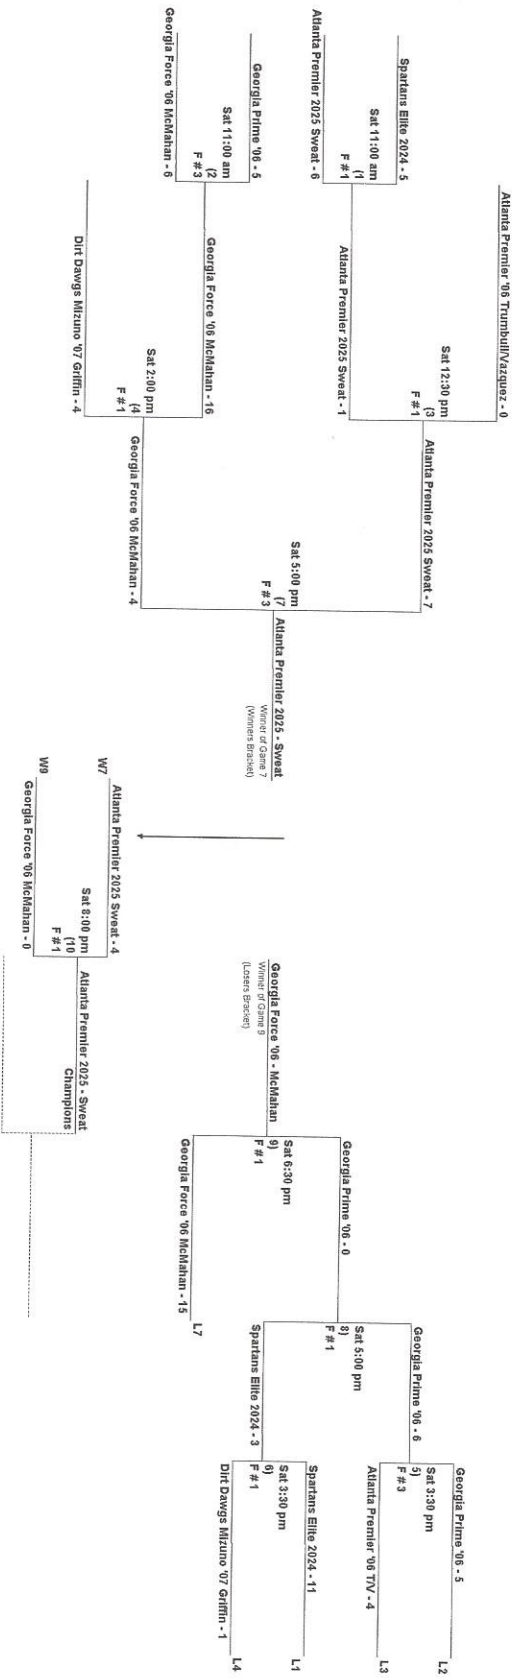 Atlanta Premier '06 Trumbull/Vazquez - 0
Sat 12:30 pm
(3
F # 1
Spartans Elite 2024 - 5
Sat 11:00 am
(1
F # 1
Atlanta Premier 2025 Sweat - 6
Atlanta Premier 2025 Sweat - 1
Atlanta Premier 2025 Sweat - 7
Georgia Prime '06 - 5
Sat 11:00 am
(2
F # 3
Georgia Force '06 McMahan - 6
Georgia Force '06 McMahan - 16
Sat 2:00 pm
(4
F # 1
Dirt Dawgs Mizuno '07 Griffin - 4
Georgia Force '06 McMahan - 4
Sat 5:00 pm
(7
F # 3
Atlanta Premier 2025 - Sweat
Winner of Game 7
(Winners Bracket)
W7
Atlanta Premier 2025 Sweat - 4
Sat 8:00 pm
(10
F # 1
W9
Georgia Force '06 McMahan - 0
Atlanta Premier 2025 - Sweat
Champions
Georgia Force '06 - McMahan
Winner of Game 9
(Losers Bracket)
Georgia Prime '06 - 0
Sat 6:30 pm
9)
F # 1
Georgia Force '06 McMahan - 15
L7
Georgia Prime '06 - 6
Sat 5:00 pm
8)
F # 1
Spartans Elite 2024 - 3
Georgia Prime '06 - 5
L2
Sat 3:30 pm
5)
F # 3
Atlanta Premier '06 T/V - 4
L3
Spartans Elite 2024 - 11
L1
Sat 3:30 pm
6)
F # 1
Dirt Dawgs Mizuno '07 Griffin - 1
L4